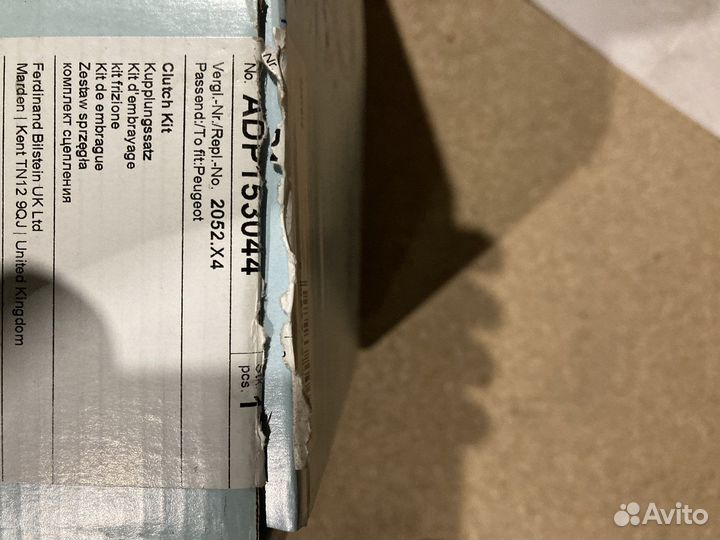 No. ADP153044
pcs. 1
Vergl.-Nr./Repl.-No. 2052.X4
Passend:/To fit:Peugeot
Clutch Kit
Kupplungssatz
Kit d'embrayage
kit frizione
Kit de embrague
Zestaw sprzęgła
комплект сцепления
Ferdinand Bilstein UK Ltd
Marden | Kent TN12 9QJ | United Kingdom
Avito